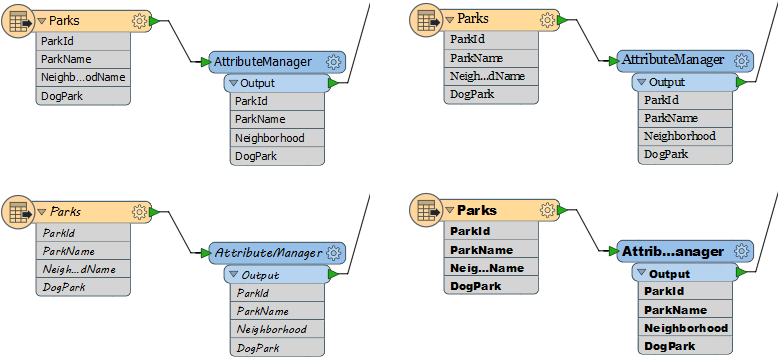 Parks
ParkId
ParkName
Neighb...odName
DogPark
AttributeManager
Output
ParkId
ParkName
Neighborhood
DogPark
Parks
ParkId
ParkName
Neigh...dName
DogPark
AttributeManager
Output
ParkId
ParkName
Neighborhood
DogPark
Parks
ParkId
ParkName
Neigh...dName
DogPark
AttributeManager
Output
ParkId
ParkName
Neighborhood
DogPark
Parks
ParkId
ParkName
Neig...Name
DogPark
Attrib...anager
Output
ParkId
ParkName
Neighborhood
DogPark